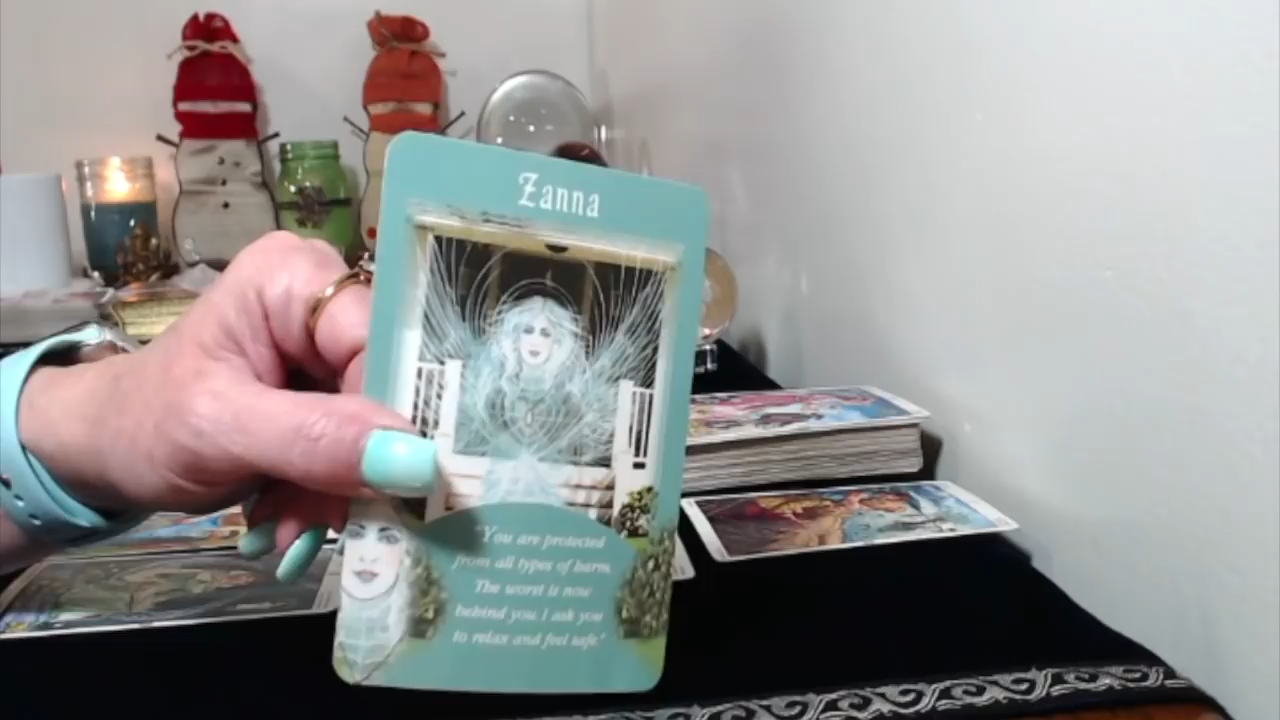 Zanna
"You are protected
from all types of harm.
The worst is now
behind you. I ask you
to relax and feel safe."